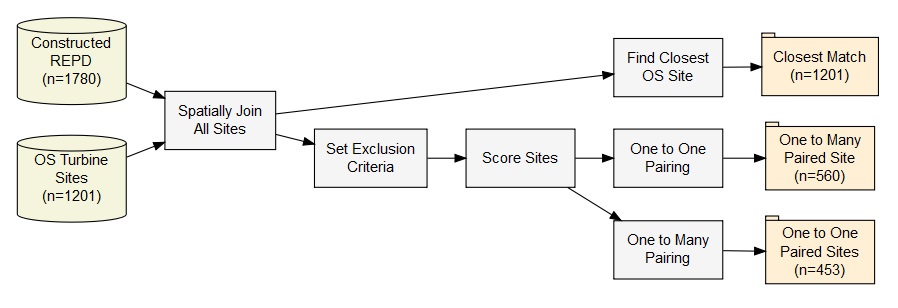 Constructed
REPD
(n=1780)
OS Turbine
Sites
(n=1201)
Spatially Join
All Sites
Find Closest
OS Site
Closest Match
(n=1201)
Set Exclusion
Criteria
Score Sites
One to One
Pairing
One to Many
Paired Site
(n=560)
One to Many
Pairing
One to One
Paired Sites
(n=453)